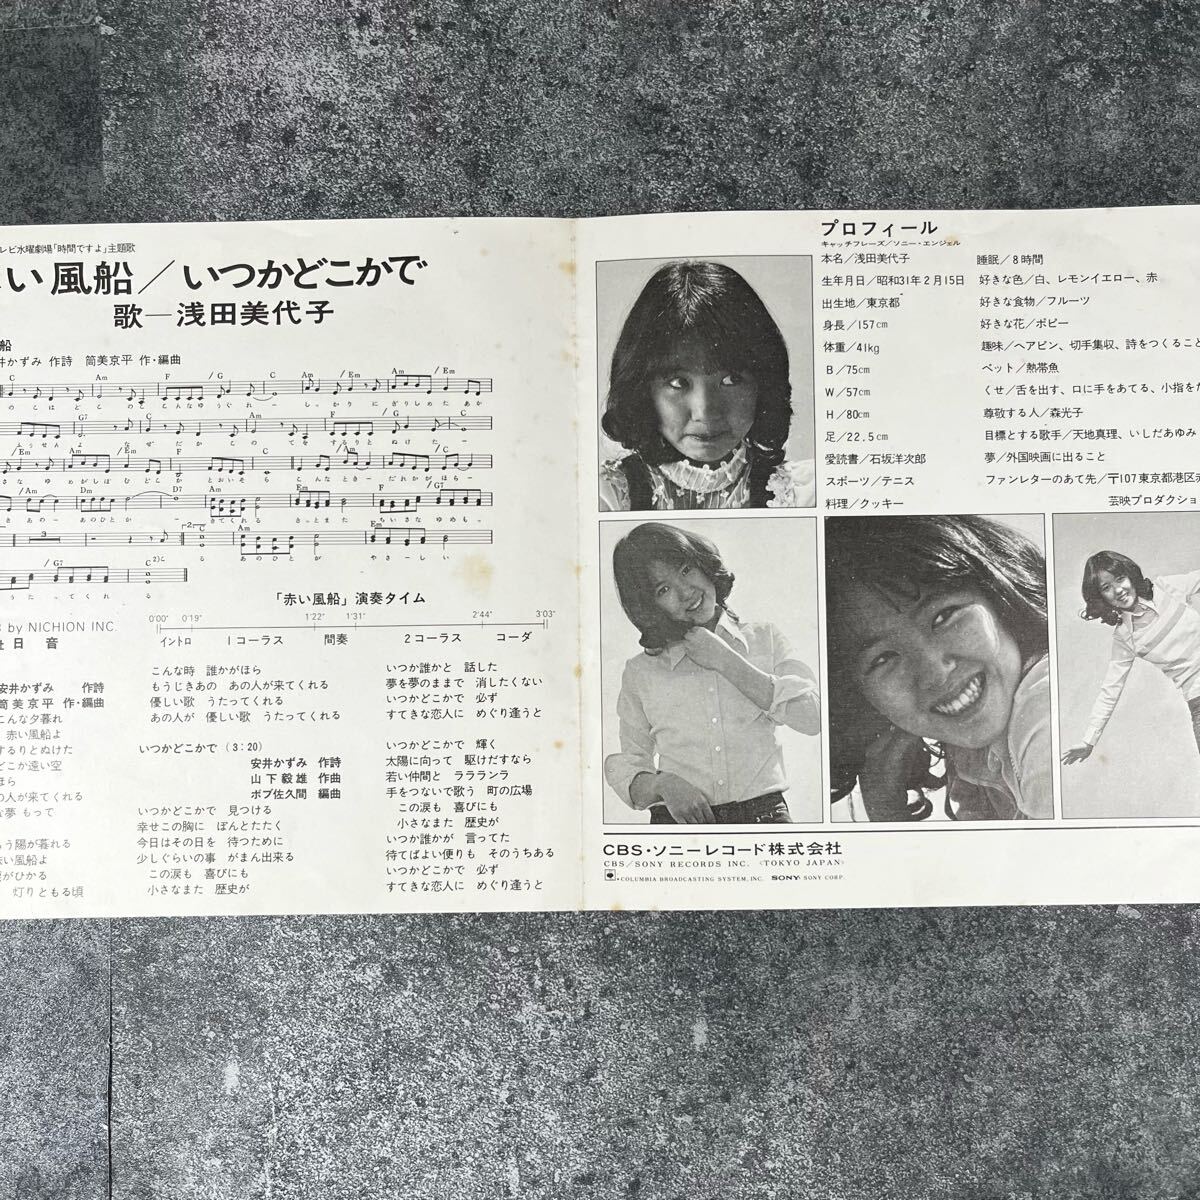 レビ水曜劇場「時間ですよ」主題歌
い風船／いつかどこかで
歌―浅田美代子
船
井かずみ 作詩 筒美京平 作・編曲
「赤い風船」演奏タイム
0'00" 0'19" 1'22" 1'31" 2'44" 3'03"
イントロ 1コーラス 間奏 2コーラス コーダ
by NICHION INC.
社日 音
安井かずみ 作詩
筒美京平 作・編曲
こんな夕暮れ
赤い風船よ
するりとぬけた
どこか遠い空
ほら
の人が来てくれる
な夢 もって
もう陽が暮れる
赤い風船よ
がひかる
灯りともる頃
こんな時 誰かがほら
もうじきあの あの人が来てくれる
優しい歌 うたってくれる
あの人が 優しい歌 うたってくれる
いつかどこかで（3：20）
安井かずみ 作詩
山下毅雄 作曲
ボブ佐久間 編曲
いつかどこかで 見つける
幸せこの胸に ぽんとたたく
今日はその日を 待つために
少しぐらいの事 がまん出来る
この涙も 喜びにも
小さなまた 歴史が
いつか誰かと 話した
夢を夢のままで 消したくない
いつかどこかで 必ず
すてきな恋人に めぐり逢うと
いつかどこかで 輝く
太陽に向って 駆けだすなら
若い仲間と ララランラ
手をつないで歌う 町の広場
この涙も 喜びにも
小さなまた 歴史が
いつか誰かが 言ってた
待てばよい便りも そのうちある
いつかどこかで 必ず
すてきな恋人に めぐり逢うと
プロフィール
キャッチフレーズ／ソニー・エンジェル
本名／浅田美代子
生年月日／昭和31年2月15日
出生地／東京都
身長／157cm
体重／41kg
B／75cm
W／57cm
H／80cm
足／22.5cm
愛読書／石坂洋次郎
スポーツ／テニス
料理／クッキー
睡眠／8時間
好きな色／白、レモンイエロー、赤
好きな食物／フルーツ
好きな花／ポピー
趣味／ヘアピン、切手集収、詩をつくること
ペット／熱帯魚
くせ／舌を出す、口に手をあてる、小指をた
尊敬する人／森光子
目標とする歌手／天地真理、いしだあゆみ
夢／外国映画に出ること
ファンレターのあて先／〒107東京都港区赤
芸映プロダクショ
CBS・ソニーレコード株式会社
CBS／SONY RECORDS INC.〈TOKYO JAPAN〉
COLUMBIA BROADCASTING SYSTEM, INC. SONY SONY CORP.